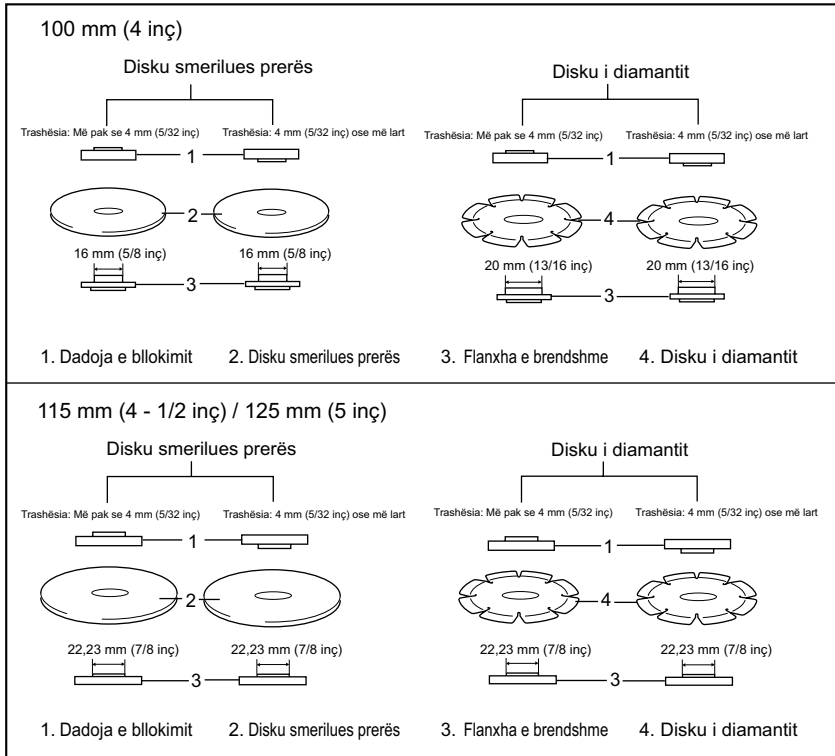 100 mm (4 inç)
Disku smerilues prerës
Disku i diamantit
Trashësia: Më pak se 4 mm (5/32 inç)
Trashësia: 4 mm (5/32 inç) ose më lart
Trashësia: Më pak se 4 mm (5/32 inç)
Trashësia: 4 mm (5/32 inç) ose më lart
1
1
2
4
16 mm (5/8 inç)
16 mm (5/8 inç)
20 mm (13/16 inç)
20 mm (13/16 inç)
3
3
1. Dadoja e bllokimit 2. Disku smerilues prerës 3. Flanxha e brendshme 4. Disku i diamantit
115 mm (4 - 1/2 inç) / 125 mm (5 inç)
Disku smerilues prerës
Disku i diamantit
Trashësia: Më pak se 4 mm (5/32 inç)
Trashësia: 4 mm (5/32 inç) ose më lart
Trashësia: Më pak se 4 mm (5/32 inç)
Trashësia: 4 mm (5/32 inç) ose më lart
1
1
2
4
22,23 mm (7/8 inç)
22,23 mm (7/8 inç)
22,23 mm (7/8 inç)
22,23 mm (7/8 inç)
3
3
1. Dadoja e bllokimit 2. Disku smerilues prerës 3. Flanxha e brendshme 4. Disku i diamantit